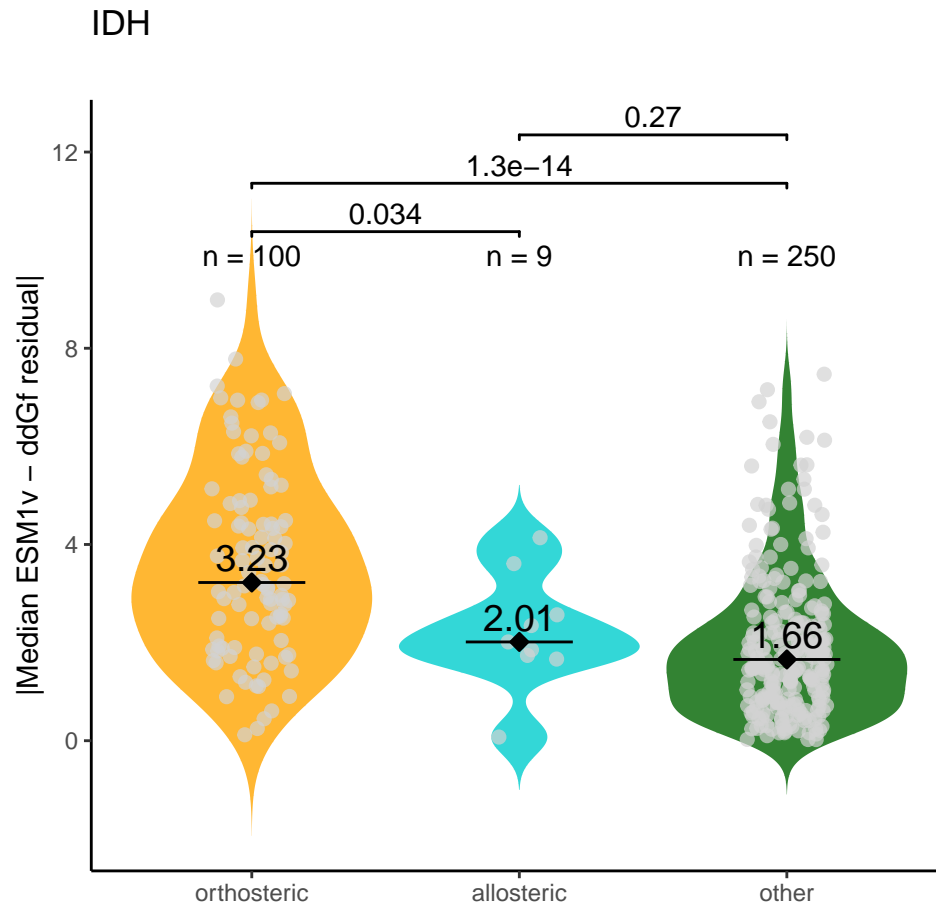 IDH
0.27
1.3e−14
0.034
n = 100
n = 9
n = 250
12
8
4
0
|Median ESM1v − ddGf residual|
3.23
2.01
1.66
orthosteric
allosteric
other